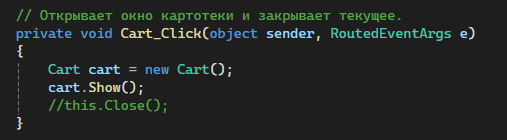 // Открывает окно картотеки и закрывает текущее.
private void Cart_Click(object sender, RoutedEventArgs e)
{
    Cart cart = new Cart();
    cart.Show();
    //this.Close();
}